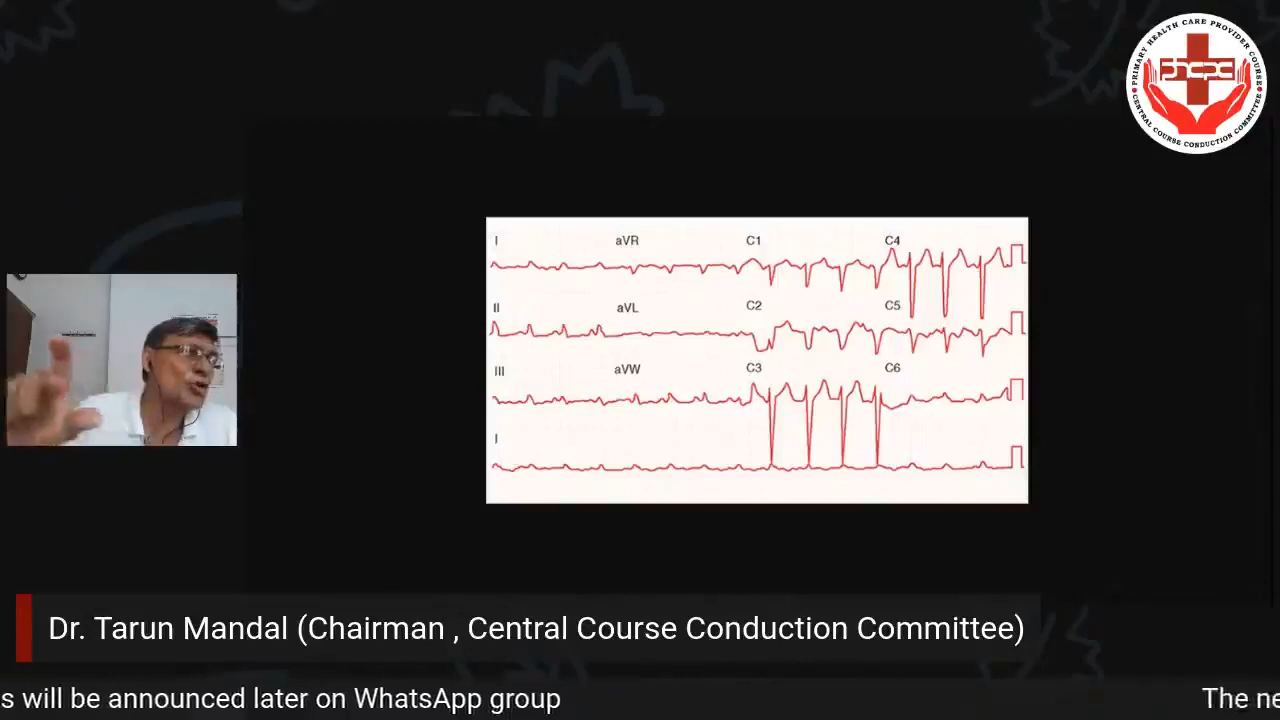 PRIMARY HEALTH CARE PROVIDER COURSE
phcpc
CENTRAL COURSE CONDUCTION COMMITTEE
I aVR C1 C4
II aVL C2 C5
III aVW C3 C6
I
Dr. Tarun Mandal (Chairman , Central Course Conduction Committee)
s will be announced later on WhatsApp group The ne